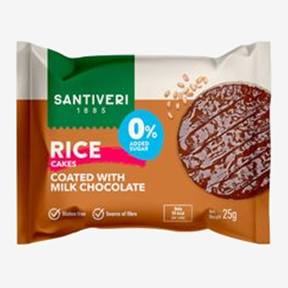 SANTIVERI
1885
0%
ADDED
SUGAR
RICE
CAKES
COATED WITH
MILK CHOCOLATE
Gluten free
Source of fibre
25g